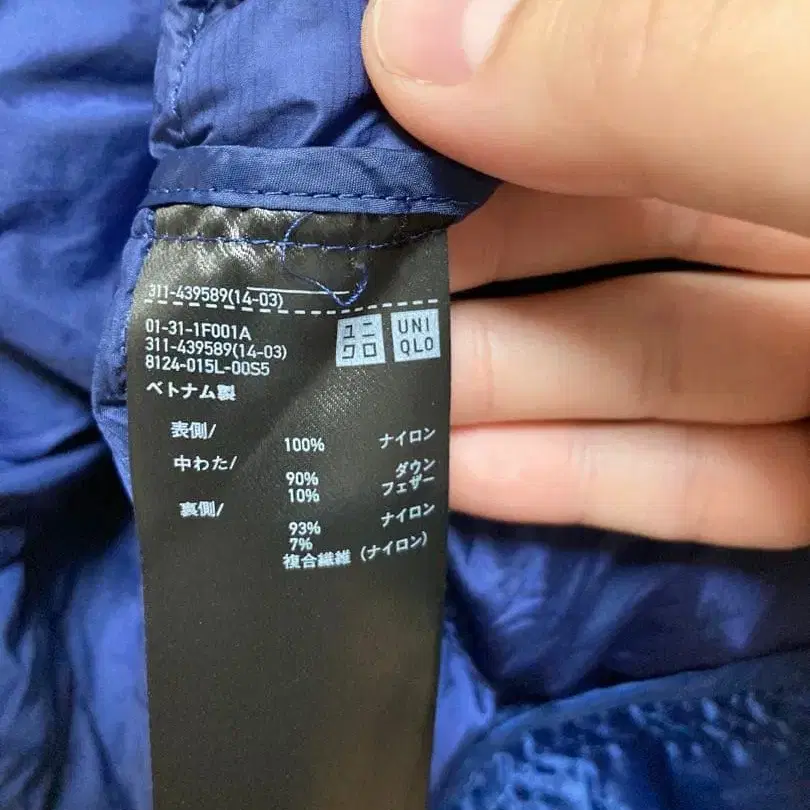 311-439589(14-03)
01-31-1F001A
311-439589(14-03)
8124-015L-00S5
ユニ
クロ
UNI
QLO
ベトナム製
表側/
100% ナイロン
中わた/
90% ダウン
10% フェザー
裏側/
93% ナイロン
7%
複合繊維(ナイロン)